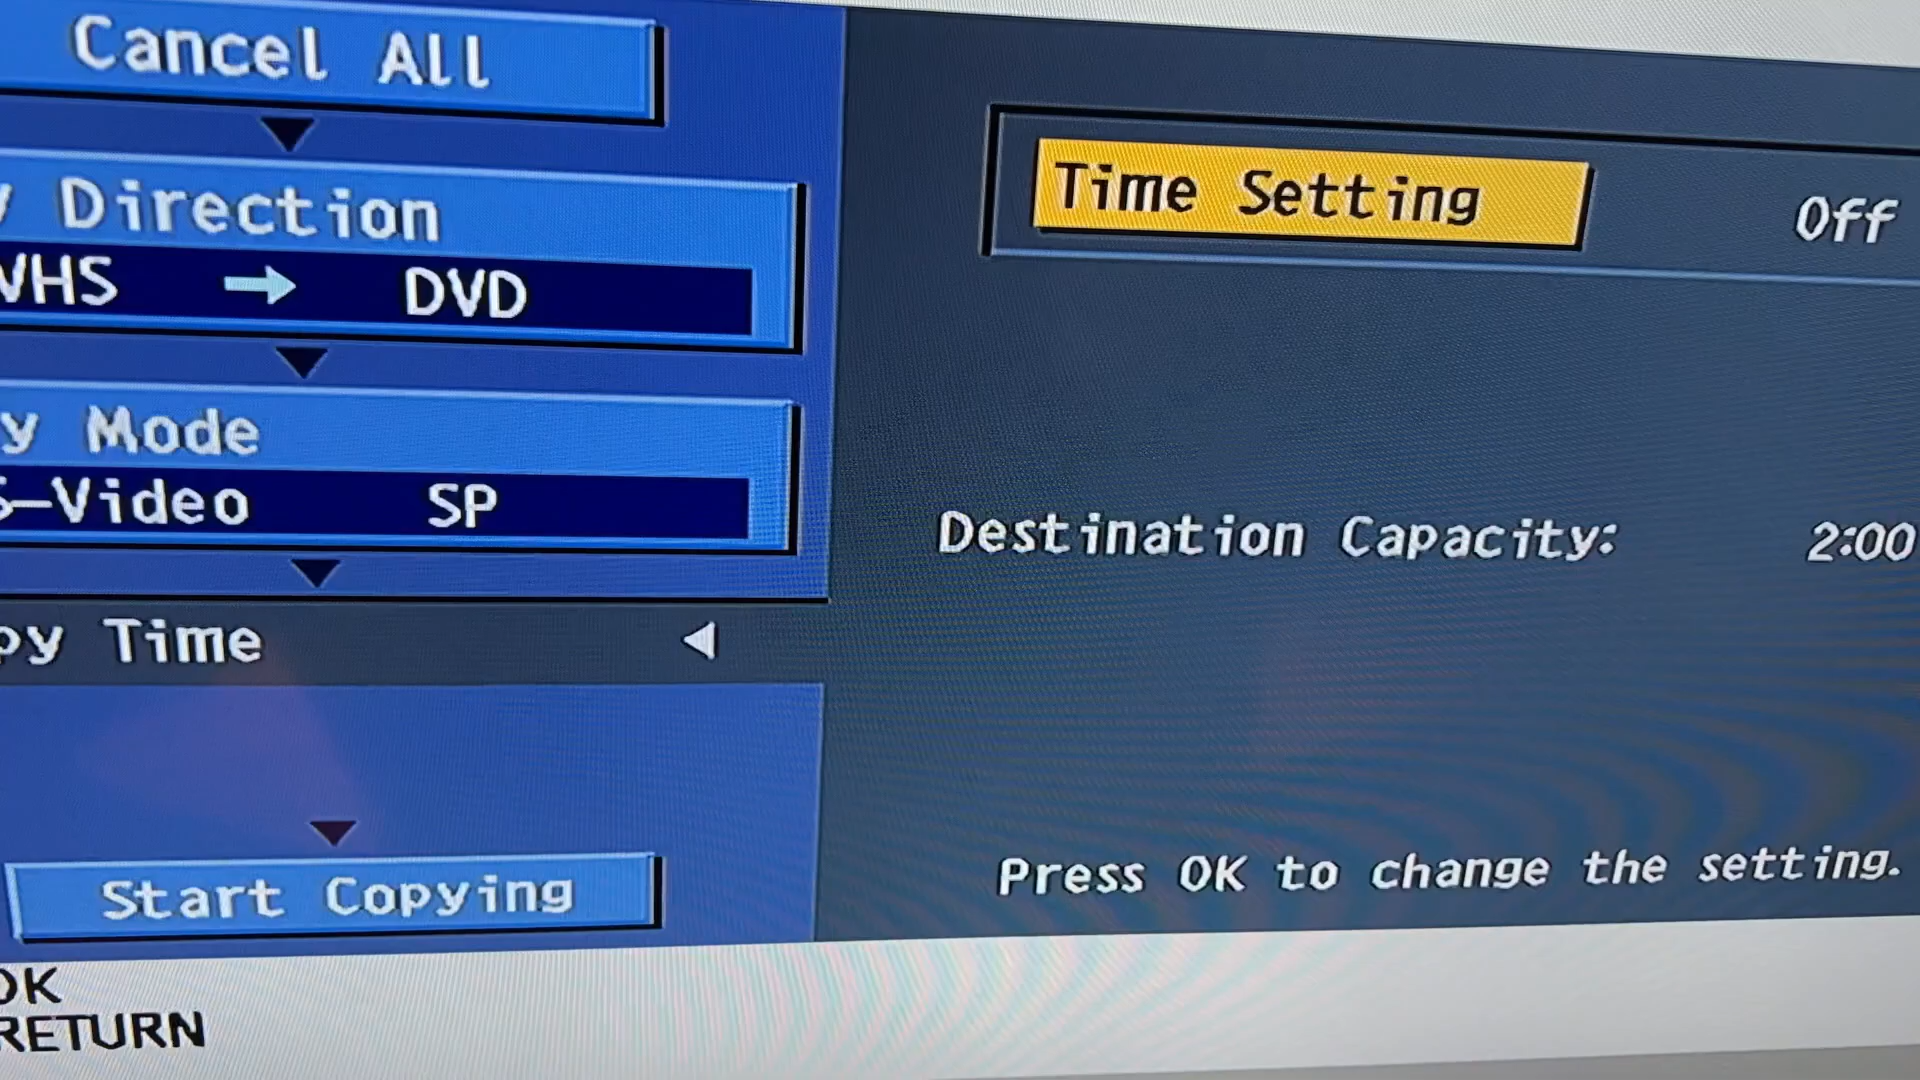 Cancel All
Direction
VHS → DVD
Mode
S-Video SP
Time
Start Copying
OK
RETURN
Time Setting Off
Destination Capacity: 2:00
Press OK to change the setting.